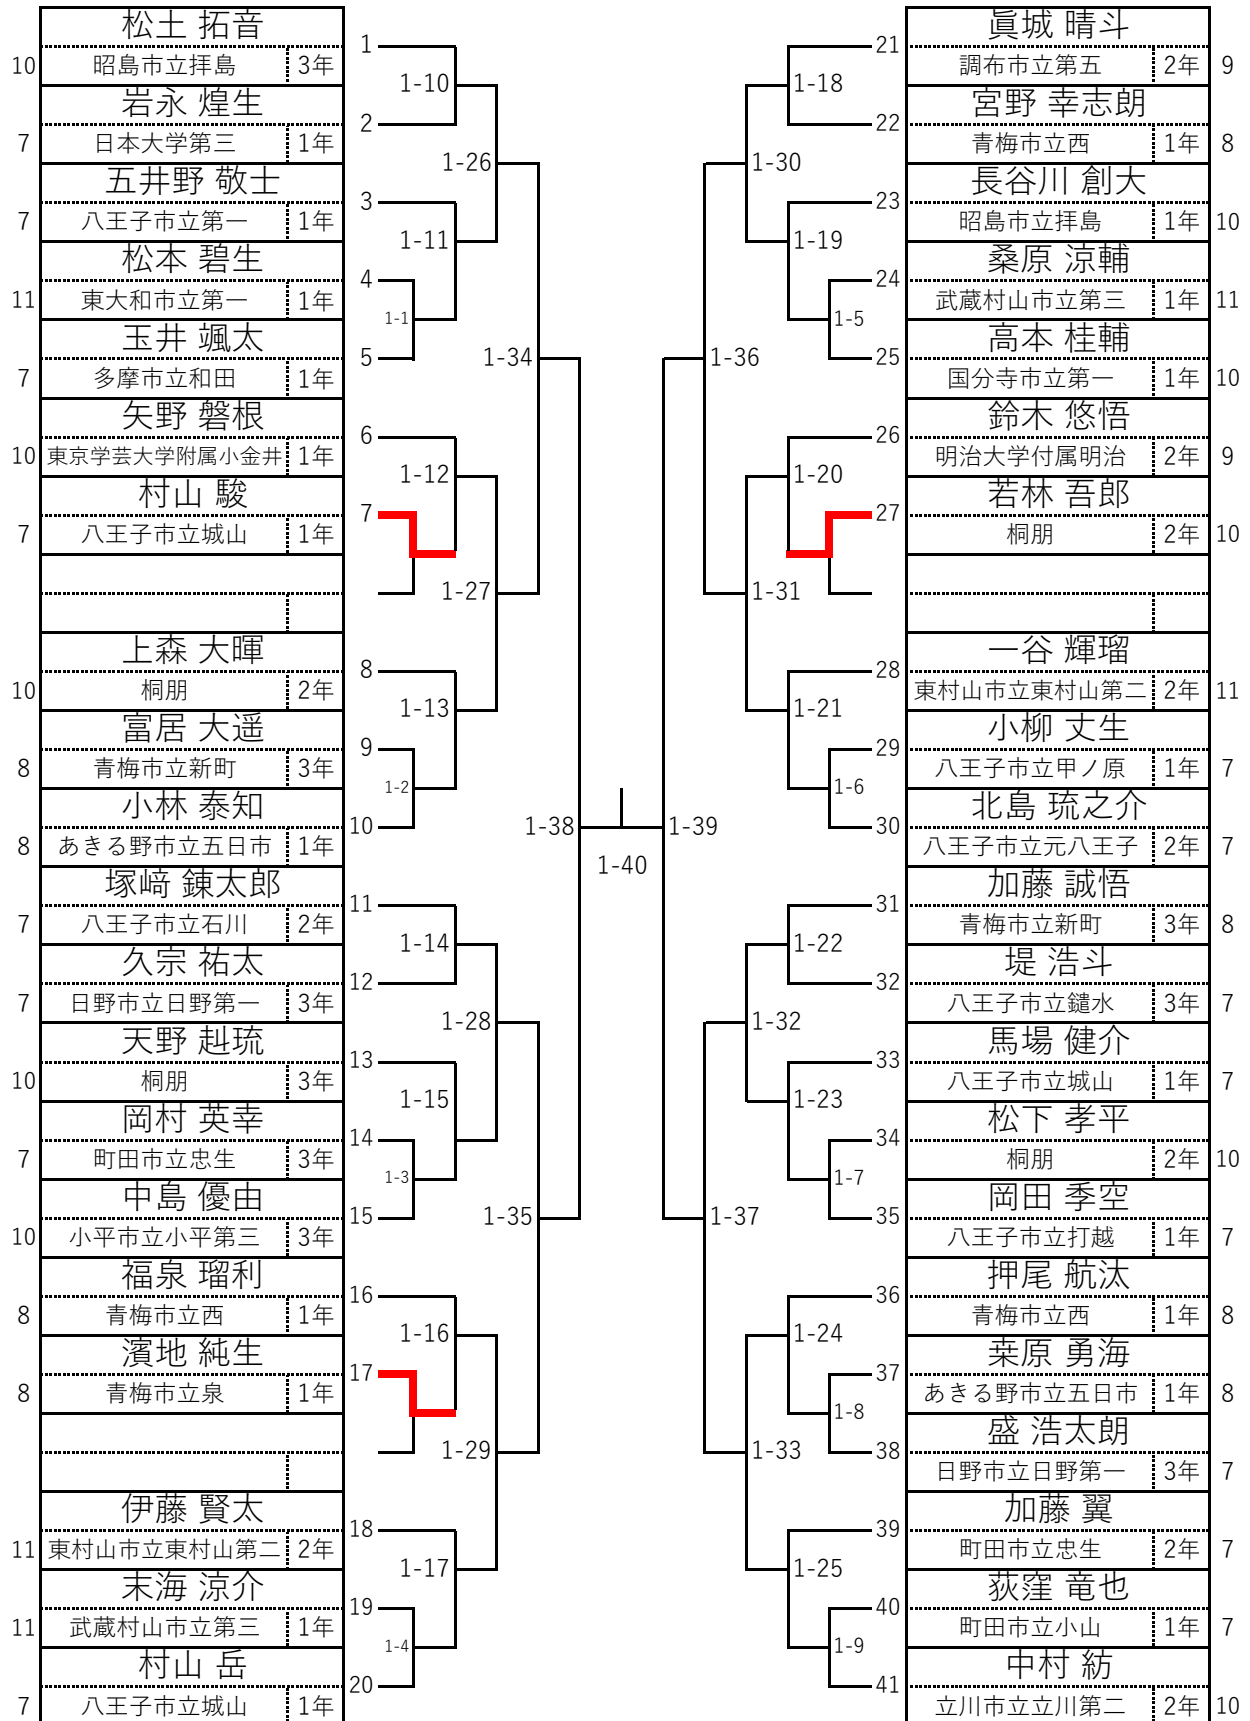 松土 拓音
10 昭島市立拝島 3年 1
岩永 煌生
7 日本大学第三 1年 2
五井野 敬士
7 八王子市立第一 1年 3
松本 碧生
11 東大和市立第一 1年 4
玉井 颯太
7 多摩市立和田 1年 5
矢野 磐根
10 東京学芸大学附属小金井 1年 6
村山 駿
7 八王子市立城山 1年 7
上森 大暉
10 桐朋 2年 8
富居 大遥
8 青梅市立新町 3年 9
小林 泰知
8 あきる野市立五日市 1年 10
塚﨑 錬太郎
7 八王子市立石川 2年 11
久宗 祐太
7 日野市立日野第一 3年 12
天野 赳琉
10 桐朋 3年 13
岡村 英幸
7 町田市立忠生 3年 14
中島 優由
10 小平市立小平第三 3年 15
福泉 瑠利
8 青梅市立西 1年 16
濱地 純生
8 青梅市立泉 1年 17
伊藤 賢太
11 東村山市立東村山第二 2年 18
末海 涼介
11 武蔵村山市立第三 1年 19
村山 岳
7 八王子市立城山 1年 20
1-10
1-26
1-11
1-1
1-34
1-12
1-27
1-13
1-2
1-38
1-14
1-28
1-15
1-3
1-35
1-16
1-29
1-17
1-4
1-40
1-18
1-30
1-19
1-5
1-36
1-20
1-31
1-21
1-6
1-39
1-22
1-32
1-23
1-7
1-37
1-24
1-8
1-33
1-25
1-9
眞城 晴斗
21 調布市立第五 2年 9
宮野 幸志朗
22 青梅市立西 1年 8
長谷川 創大
23 昭島市立拝島 1年 10
桑原 涼輔
24 武蔵村山市立第三 1年 11
高本 桂輔
25 国分寺市立第一 1年 10
鈴木 悠悟
26 明治大学付属明治 2年 9
若林 吾郎
27 桐朋 2年 10
一谷 輝瑠
28 東村山市立東村山第二 2年 11
小柳 丈生
29 八王子市立甲ノ原 1年 7
北島 琉之介
30 八王子市立元八王子 2年 7
加藤 誠悟
31 青梅市立新町 3年 8
堤 浩斗
32 八王子市立鑓水 3年 7
馬場 健介
33 八王子市立城山 1年 7
松下 孝平
34 桐朋 2年 10
岡田 季空
35 八王子市立打越 1年 7
押尾 航汰
36 青梅市立西 1年 8
桒原 勇海
37 あきる野市立五日市 1年 8
盛 浩太朗
38 日野市立日野第一 3年 7
加藤 翼
39 町田市立忠生 2年 7
荻窪 竜也
40 町田市立小山 1年 7
中村 紡
41 立川市立立川第二 2年 10